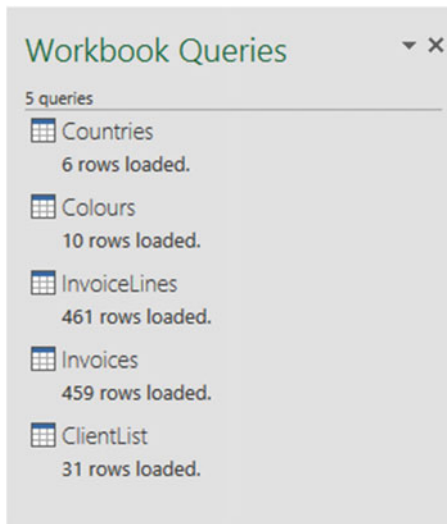 Workbook Queries
5 queries
Countries
6 rows loaded.
Colours
10 rows loaded.
InvoiceLines
461 rows loaded.
Invoices
459 rows loaded.
ClientList
31 rows loaded.